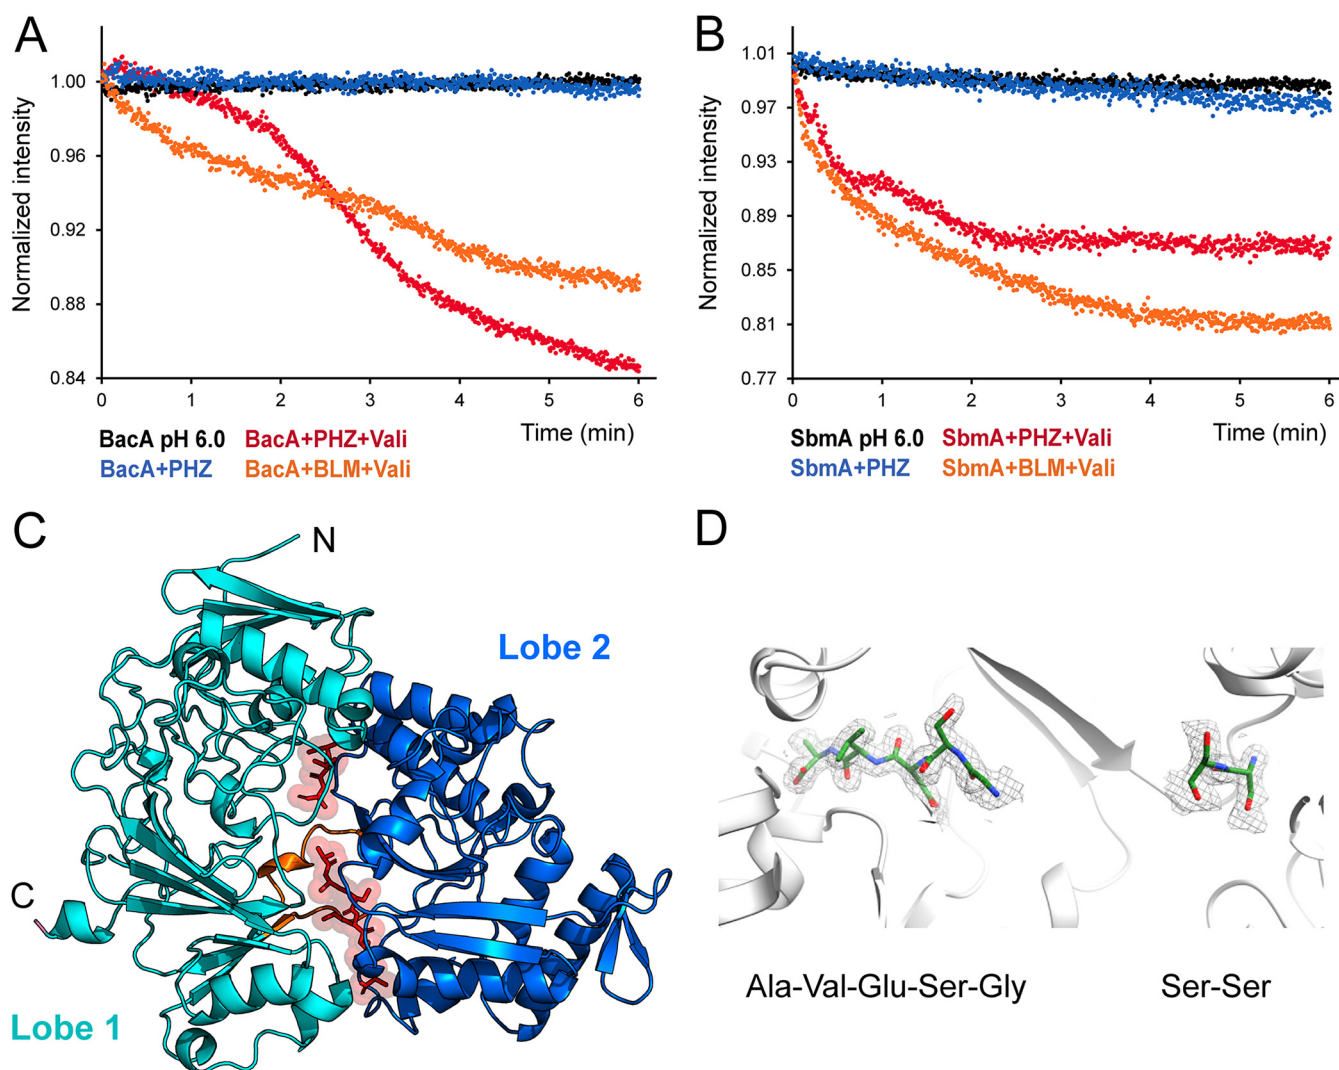 A
Normalized intensity
1.00
0.96
0.92
0.88
0.84
0 1 2 3 4 5 6
Time (min)
BacA pH 6.0 BacA+PHZ+Vali
BacA+PHZ BacA+BLM+Vali
B
Normalized intensity
1.01
0.97
0.93
0.89
0.85
0.81
0.77
0 1 2 3 4 5 6
Time (min)
SbmA pH 6.0 SbmA+PHZ+Vali
SbmA+PHZ SbmA+BLM+Vali
C
N
Lobe 2
C
Lobe 1
D
Ala-Val-Glu-Ser-Gly Ser-Ser